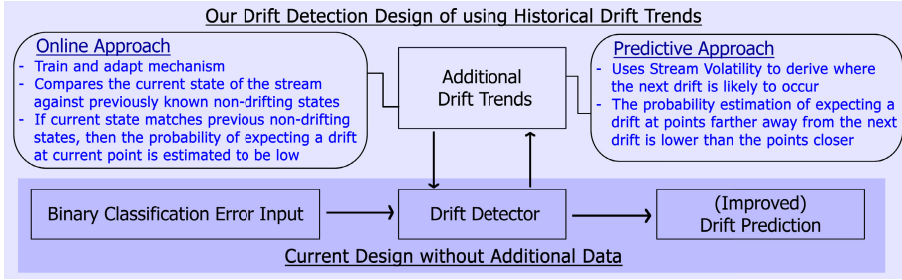 Our Drift Detection Design of using Historical Drift Trends
Online Approach
- Train and adapt mechanism
- Compares the current state of the stream
against previously known non-drifting states
- If current state matches previous non-drifting
states, then the probability of expecting a drift
at current point is estimated to be low
Additional
Drift Trends
Predictive Approach
- Uses Stream Volatility to derive where
the next drift is likely to occur
- The probability estimation of expecting a
drift at points farther away from the next
drift is lower than the points closer
Binary Classification Error Input
Drift Detector
(Improved)
Drift Prediction
Current Design without Additional Data